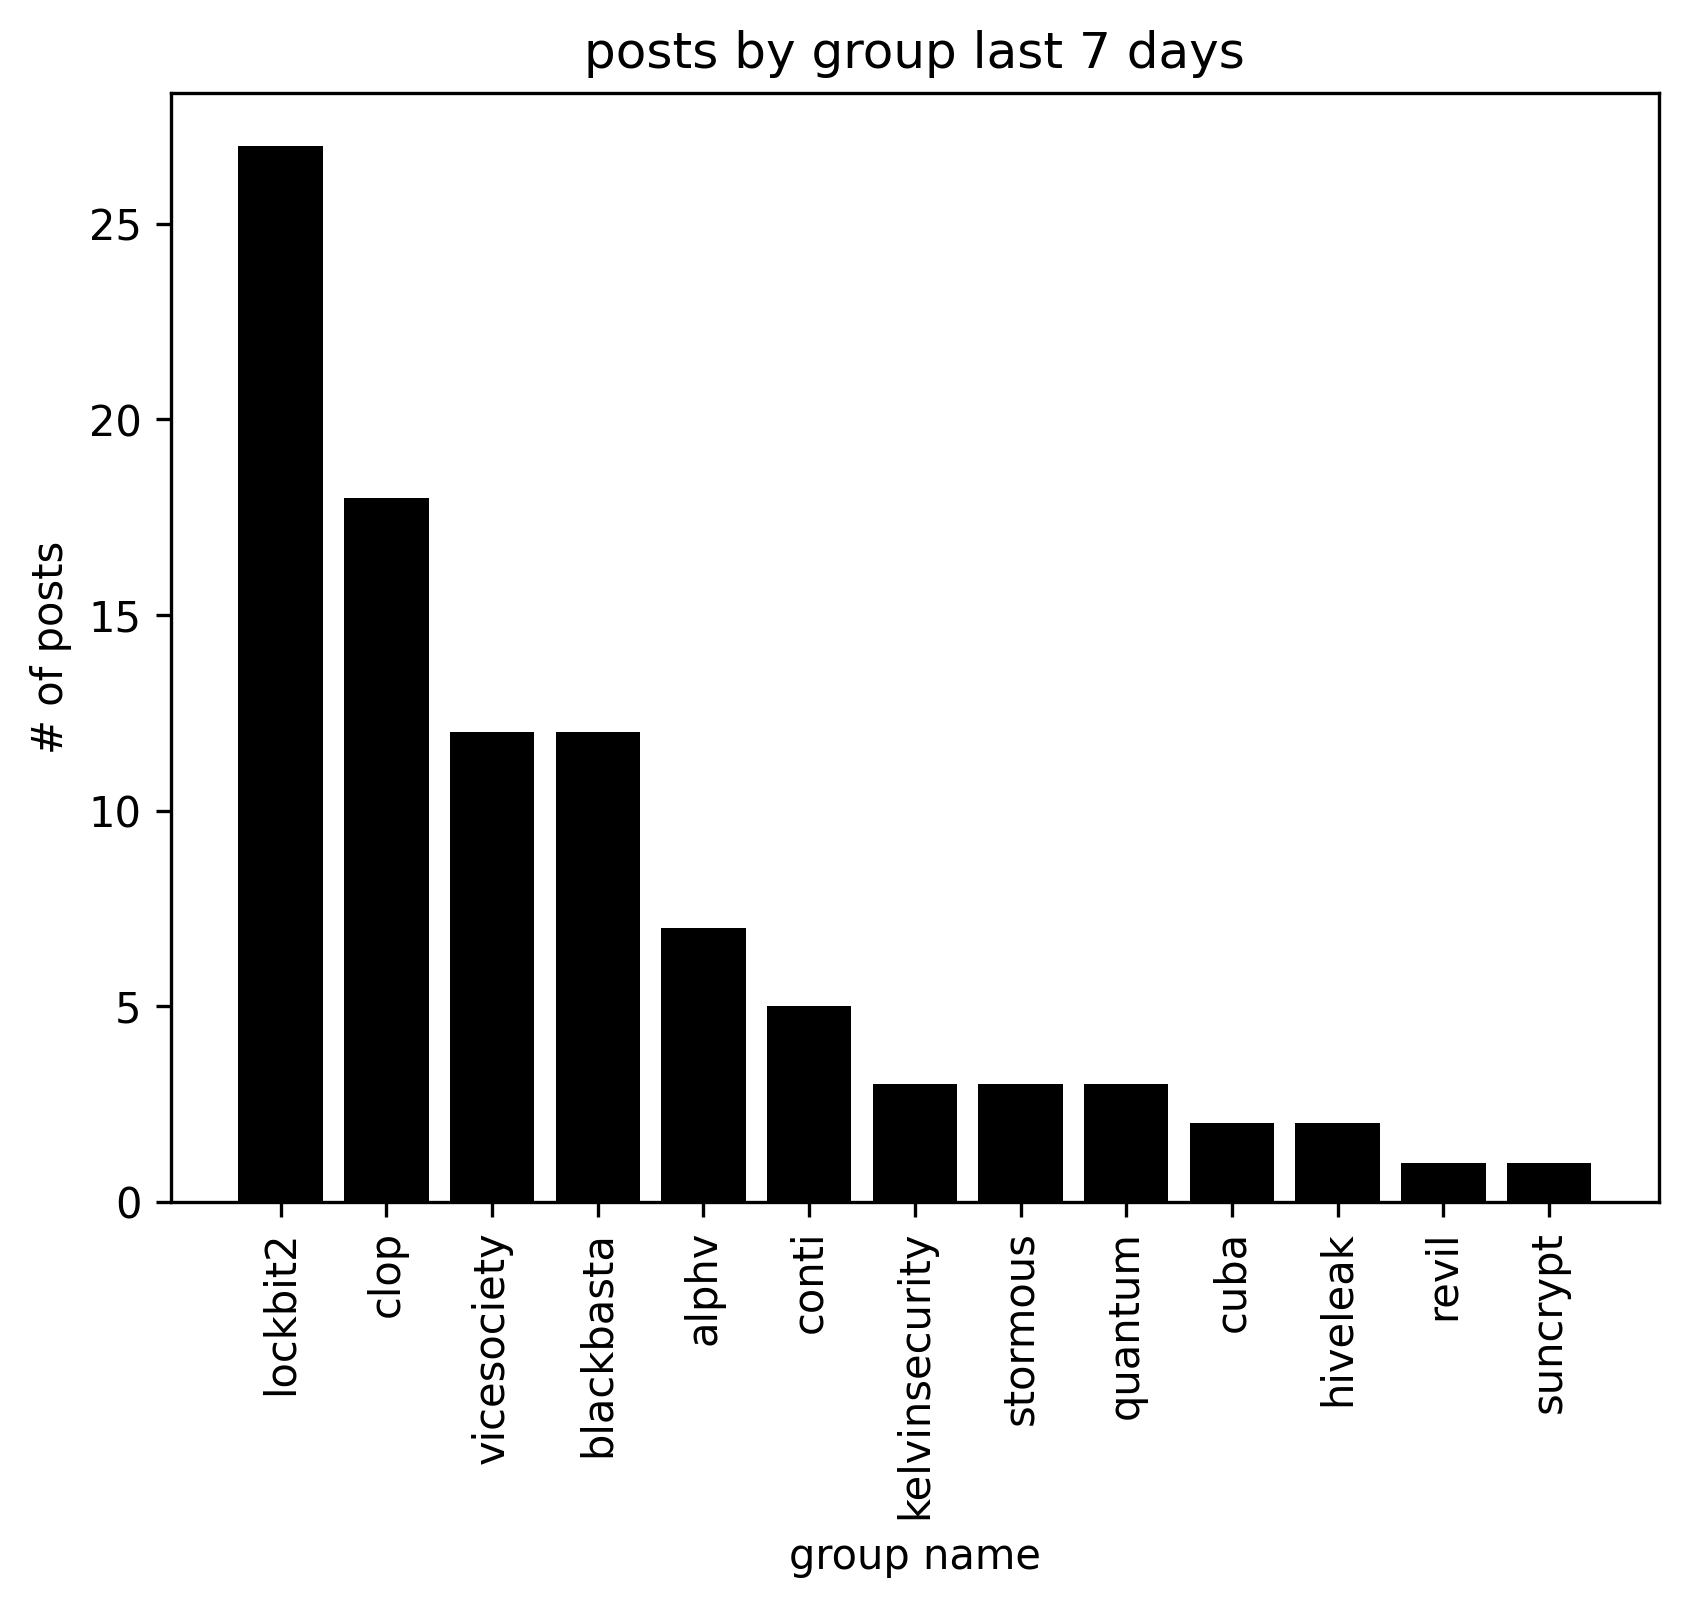 posts by group last 7 days
# of posts
25
20
15
10
5
0
lockbit2
clop
vicesociety
blackbasta
alphv
conti
kelvinsecurity
stormous
quantum
cuba
hiveleak
revil
suncrypt
group name